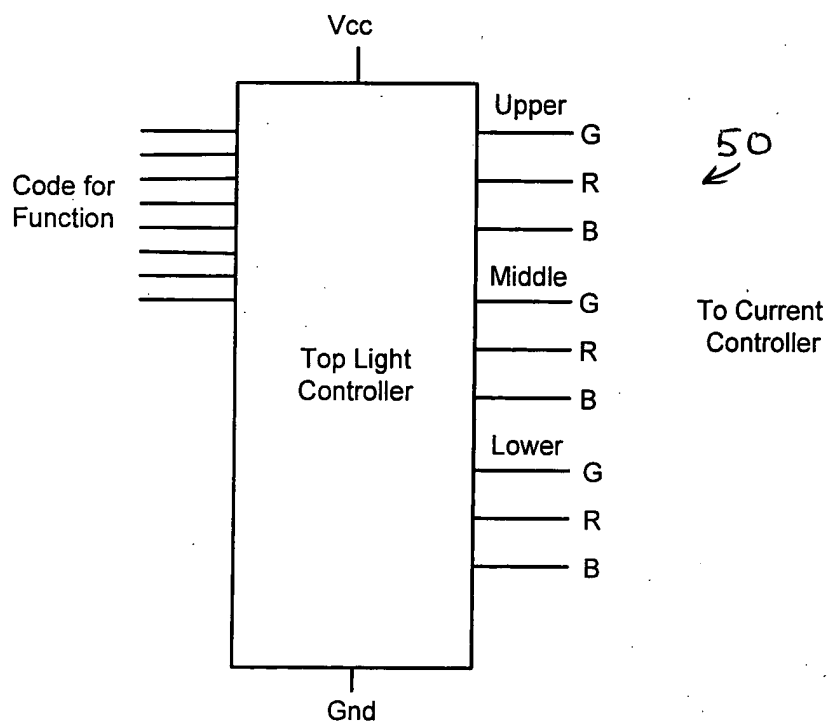 Vcc
Upper
G
50
R
Code for
Function
B
Middle
G
To Current
Controller
Top Light
Controller
R
B
Lower
G
R
B
Gnd